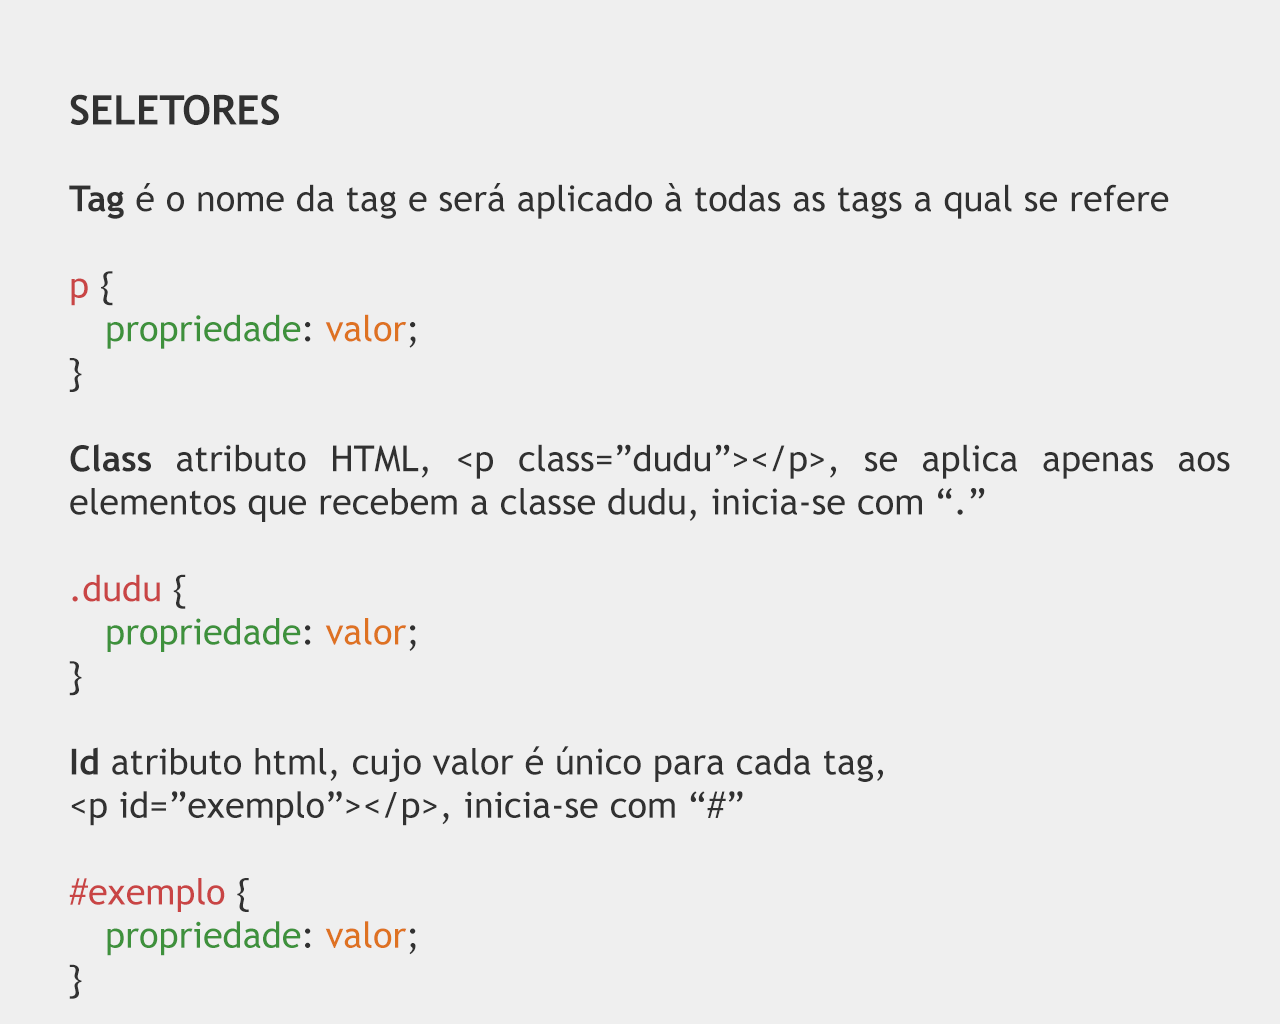 SELETORES
Tag é o nome da tag e será aplicado à todas as tags a qual se refere
p {
propriedade: valor;
}
Class atributo HTML, <p class=”dudu”></p>, se aplica apenas aos
elementos que recebem a classe dudu, inicia-se com “.”
.dudu {
propriedade: valor;
}
Id atributo html, cujo valor é único para cada tag,
<p id=”exemplo”></p>, inicia-se com “#”
#exemplo {
propriedade: valor;
}